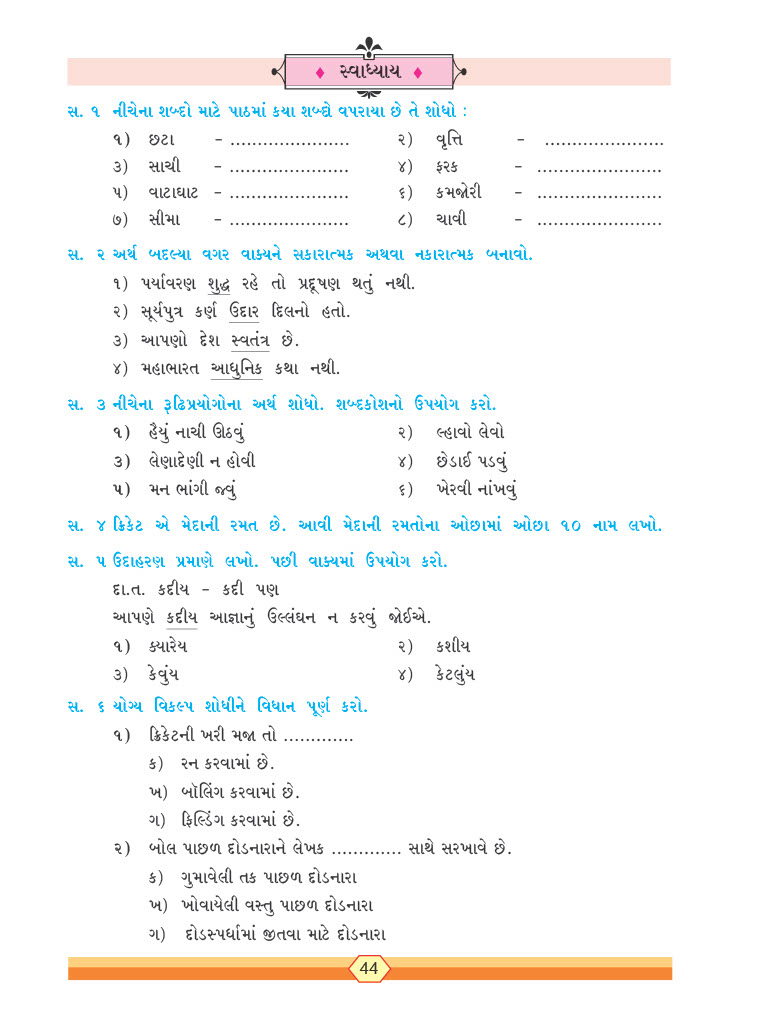 સ્વાધ્યાય
સ. ૧ નીચેના શબ્દો માટે પાઠમાં કયા શબ્દો વપરાયા છે તે શોધો :
૧) છટા – ...................... ૨) વૃત્તિ – ......................
૩) સાચી – ...................... ૪) ફરક – .......................
૫) વાટાઘાટ – ...................... ૬) કમજોરી – .......................
૭) સીમા – ...................... ૮) ચાવી – .......................
સ. ૨ અર્થ બદલ્યા વગર વાક્યને સકારાત્મક અથવા નકારાત્મક બનાવો.
૧) પર્યાવરણ શુદ્ધ રહે તો પ્રદૂષણ થતું નથી.
૨) સૂર્યપુત્ર કર્ણ ઉદાર દિલનો હતો.
૩) આપણો દેશ સ્વતંત્ર છે.
૪) મહાભારત આધુનિક કથા નથી.
સ. ૩ નીચેના રૂઢિપ્રયોગોના અર્થ શોધો. શબ્દકોશનો ઉપયોગ કરો.
૧) હૈયું નાચી ઊઠવું ૨) લ્હાવો લેવો
૩) લેણાદેણી ન હોવી ૪) છેડાઈ પડવું
૫) મન ભાંગી જવું ૬) ખેરવી નાંખવું
સ. ૪ ક્રિકેટ એ મેદાની રમત છે. આવી મેદાની રમતોના ઓછામાં ઓછા ૧૦ નામ લખો.
સ. ૫ ઉદાહરણ પ્રમાણે લખો. પછી વાક્યમાં ઉપયોગ કરો.
દા.ત. કદીય – કદી પણ
આપણે કદીય આજ્ઞાનું ઉલ્લંઘન ન કરવું જોઈએ.
૧) ક્યારેય ૨) કશીય
૩) કેવુંય ૪) કેટલુંય
સ. ૬ યોગ્ય વિકલ્પ શોધીને વિધાન પૂર્ણ કરો.
૧) ક્રિકેટની ખરી મજા તો .............
ક) રન કરવામાં છે.
ખ) બૉલિંગ કરવામાં છે.
ગ) ફિલ્ડિંગ કરવામાં છે.
૨) બોલ પાછળ દોડનારાને લેખક ............. સાથે સરખાવે છે.
ક) ગુમાવેલી તક પાછળ દોડનારા
ખ) ખોવાયેલી વસ્તુ પાછળ દોડનારા
ગ) દોડસ્પર્ધામાં જીતવા માટે દોડનારા
44